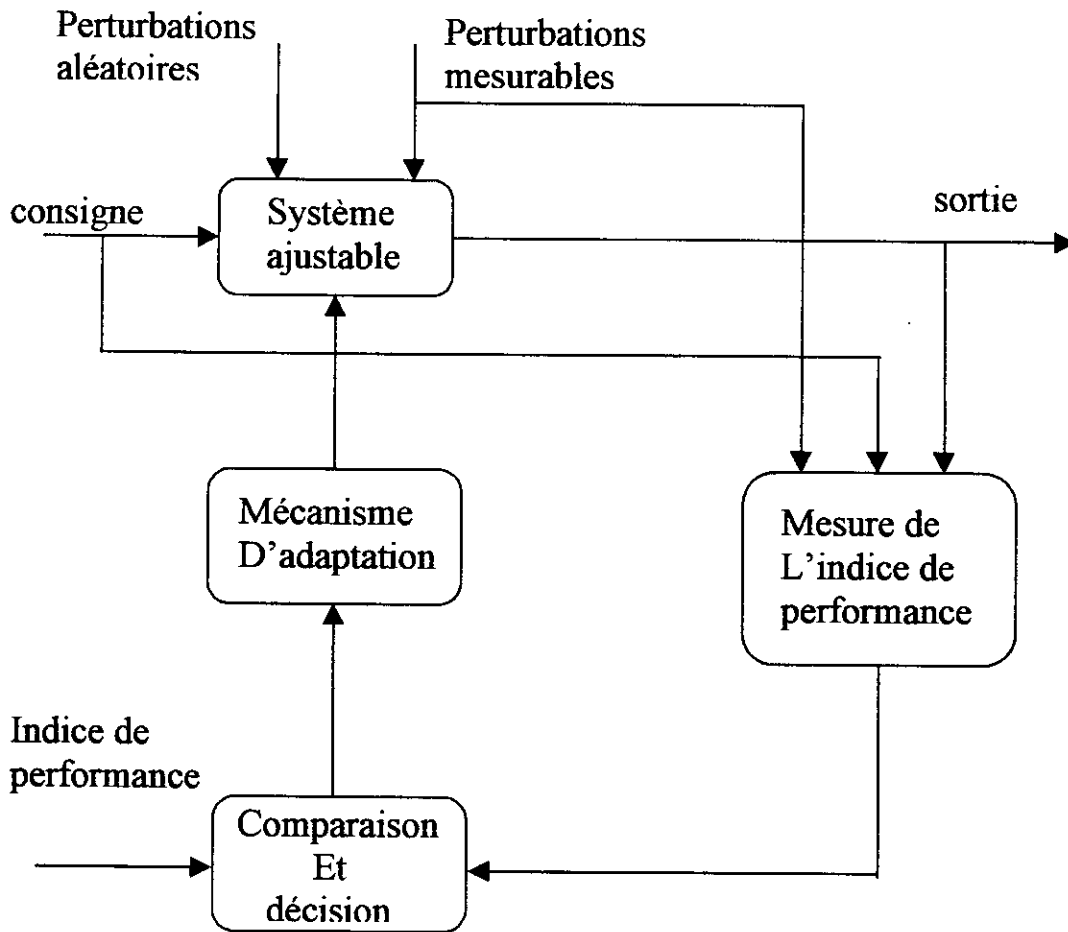 Perturbations
aléatoires
Perturbations
mesurables
consigne
Système
ajustable
sortie
Mécanisme
D'adaptation
Mesure de
L'indice de
performance
Indice de
performance
Comparaison
Et
décision